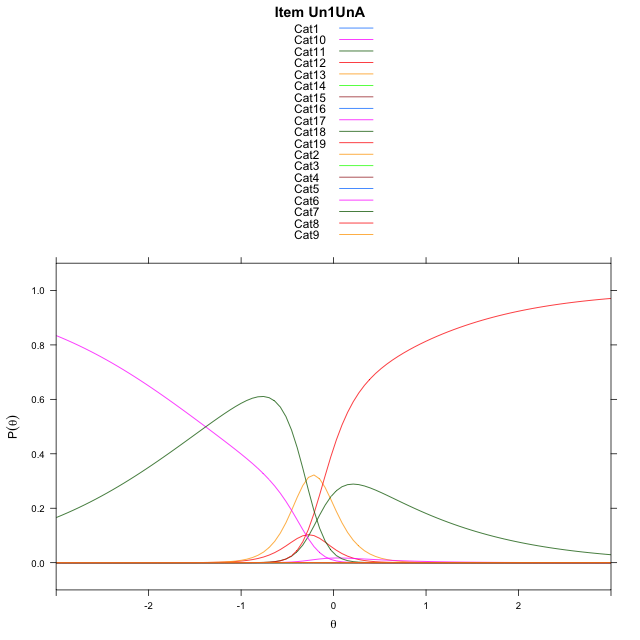 Item Un1UnA
Cat1
Cat10
Cat11
Cat12
Cat13
Cat14
Cat15
Cat16
Cat17
Cat18
Cat19
Cat2
Cat3
Cat4
Cat5
Cat6
Cat7
Cat8
Cat9
1.0
0.8
0.6
0.4
0.2
0.0
P(θ)
-2 -1 0 1 2
θ